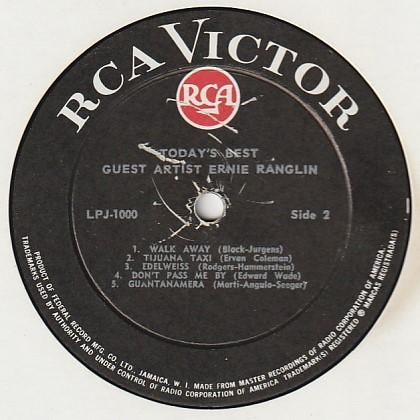 RCA VICTOR
RCA
TODAY'S BEST
GUEST ARTIST ERNIE RANGLIN
LPJ-1000
Side 2
1. WALK AWAY (Block-Jurgens)
2. TIJUANA TAXI (Ervan Coleman)
3. EDELWEISS (Rodgers-Hammerstein)
4. DON'T PASS ME BY (Edward Wade)
5. GUANTANAMERA (Marti-Angulo-Seeger)
PRODUCT OF FEDERAL RECORD MFG. CO. LTD. JAMAICA, W. I. MADE FROM MASTER RECORDINGS OF RADIO CORPORATION OF AMERICA.
TRADEMARKS USED BY AUTHORITY AND UNDER CONTROL OF RADIO CORPORATION OF AMERICA TRADEMARKS REGISTERED ® MARCAS REGISTRADA(S)